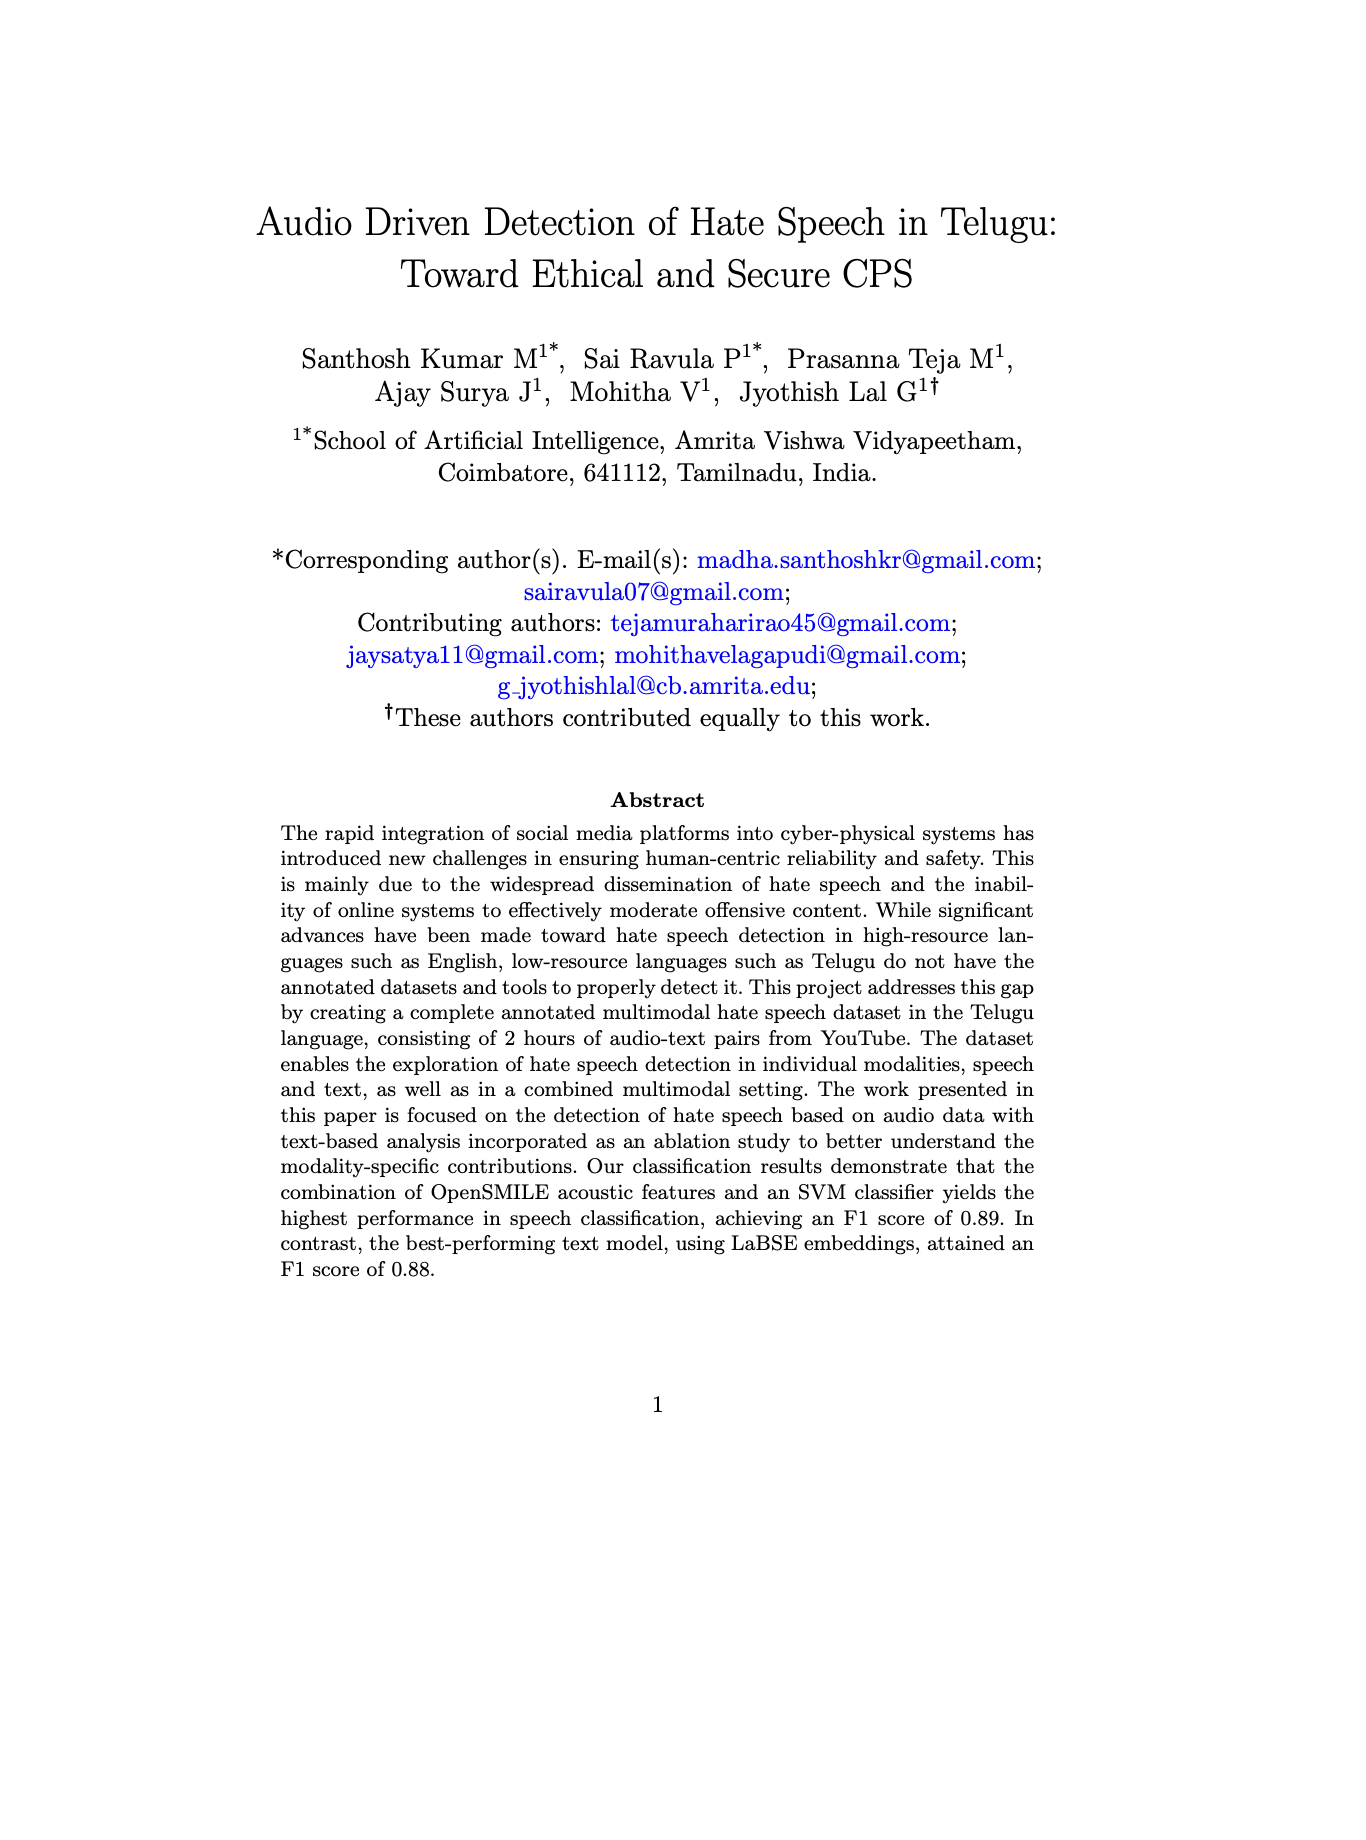 Audio Driven Detection of Hate Speech in Telugu:
Toward Ethical and Secure CPS
Santhosh Kumar M1*, Sai Ravula P1*, Prasanna Teja M1,
Ajay Surya J1, Mohitha V1, Jyothish Lal G1†
1*School of Artificial Intelligence, Amrita Vishwa Vidyapeetham,
Coimbatore, 641112, Tamilnadu, India.
*Corresponding author(s). E-mail(s): madha.santhoshkr@gmail.com;
sairavula07@gmail.com;
Contributing authors: tejamuraharirao45@gmail.com;
jaysatya11@gmail.com; mohithavelagapudi@gmail.com;
g_jyothishlal@cb.amrita.edu;
†These authors contributed equally to this work.
Abstract
The rapid integration of social media platforms into cyber-physical systems has
introduced new challenges in ensuring human-centric reliability and safety. This
is mainly due to the widespread dissemination of hate speech and the inabil-
ity of online systems to effectively moderate offensive content. While significant
advances have been made toward hate speech detection in high-resource lan-
guages such as English, low-resource languages such as Telugu do not have the
annotated datasets and tools to properly detect it. This project addresses this gap
by creating a complete annotated multimodal hate speech dataset in the Telugu
language, consisting of 2 hours of audio-text pairs from YouTube. The dataset
enables the exploration of hate speech detection in individual modalities, speech
and text, as well as in a combined multimodal setting. The work presented in
this paper is focused on the detection of hate speech based on audio data with
text-based analysis incorporated as an ablation study to better understand the
modality-specific contributions. Our classification results demonstrate that the
combination of OpenSMILE acoustic features and an SVM classifier yields the
highest performance in speech classification, achieving an F1 score of 0.89. In
contrast, the best-performing text model, using LaBSE embeddings, attained an
F1 score of 0.88.
1